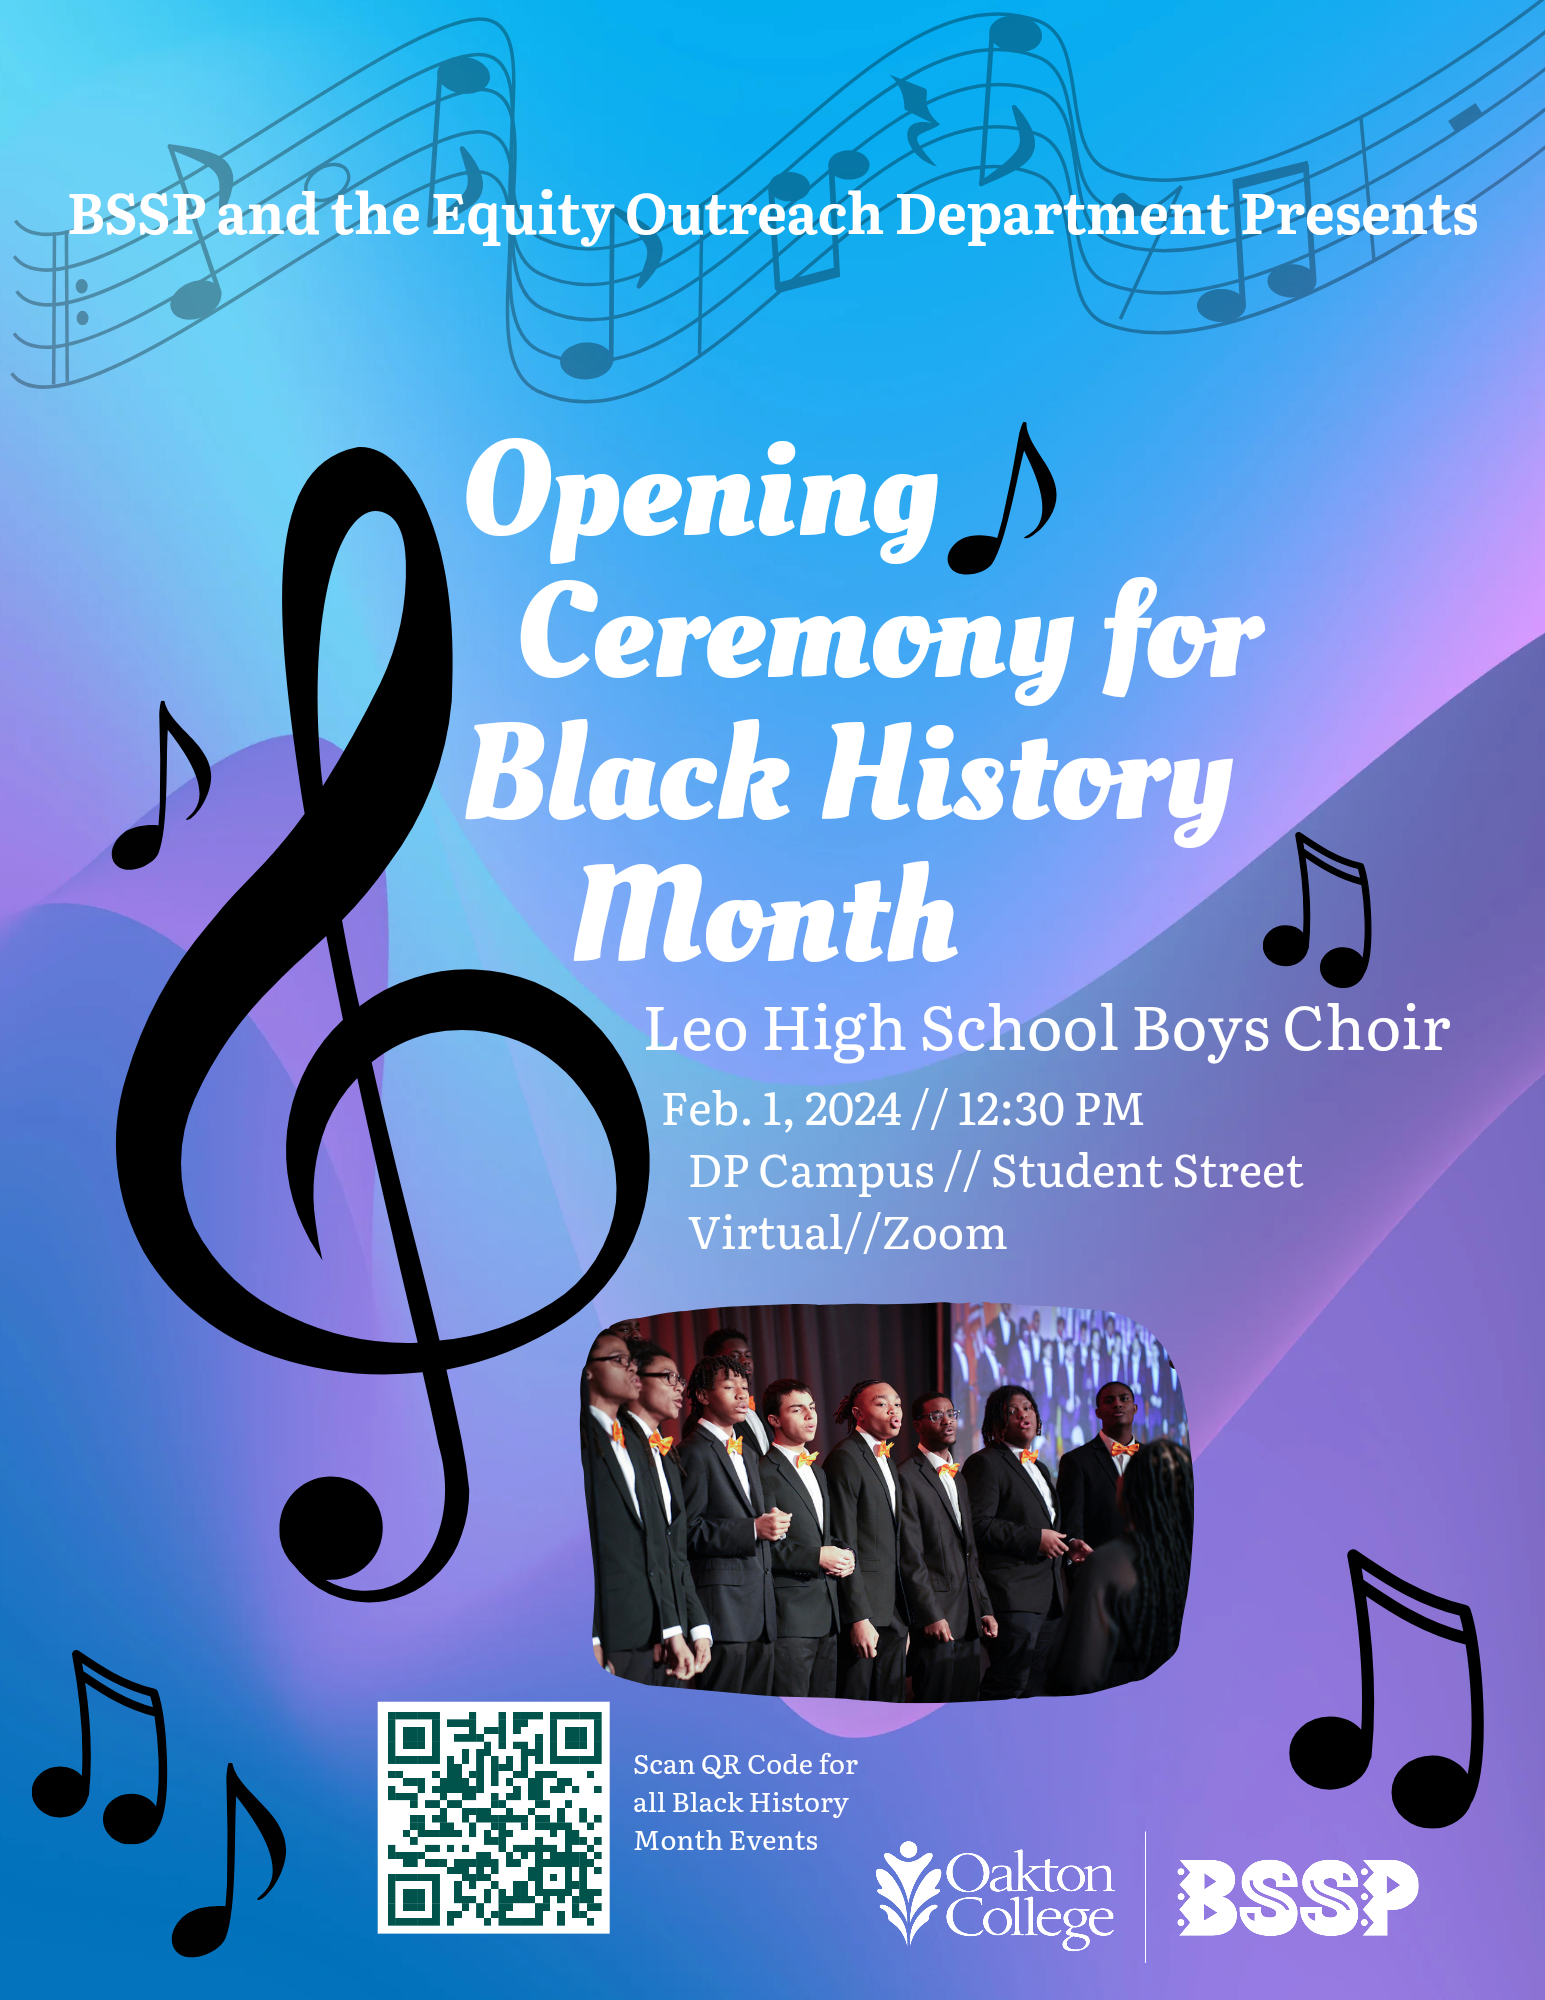 BSSP and the Equity Outreach Department Presents
Opening
Ceremony for
Black History
Month
Leo High School Boys Choir
Feb. 1, 2024 // 12:30 PM
DP Campus // Student Street
Virtual//Zoom
Scan QR Code for
all Black History
Month Events
Oakton
College
BSSP